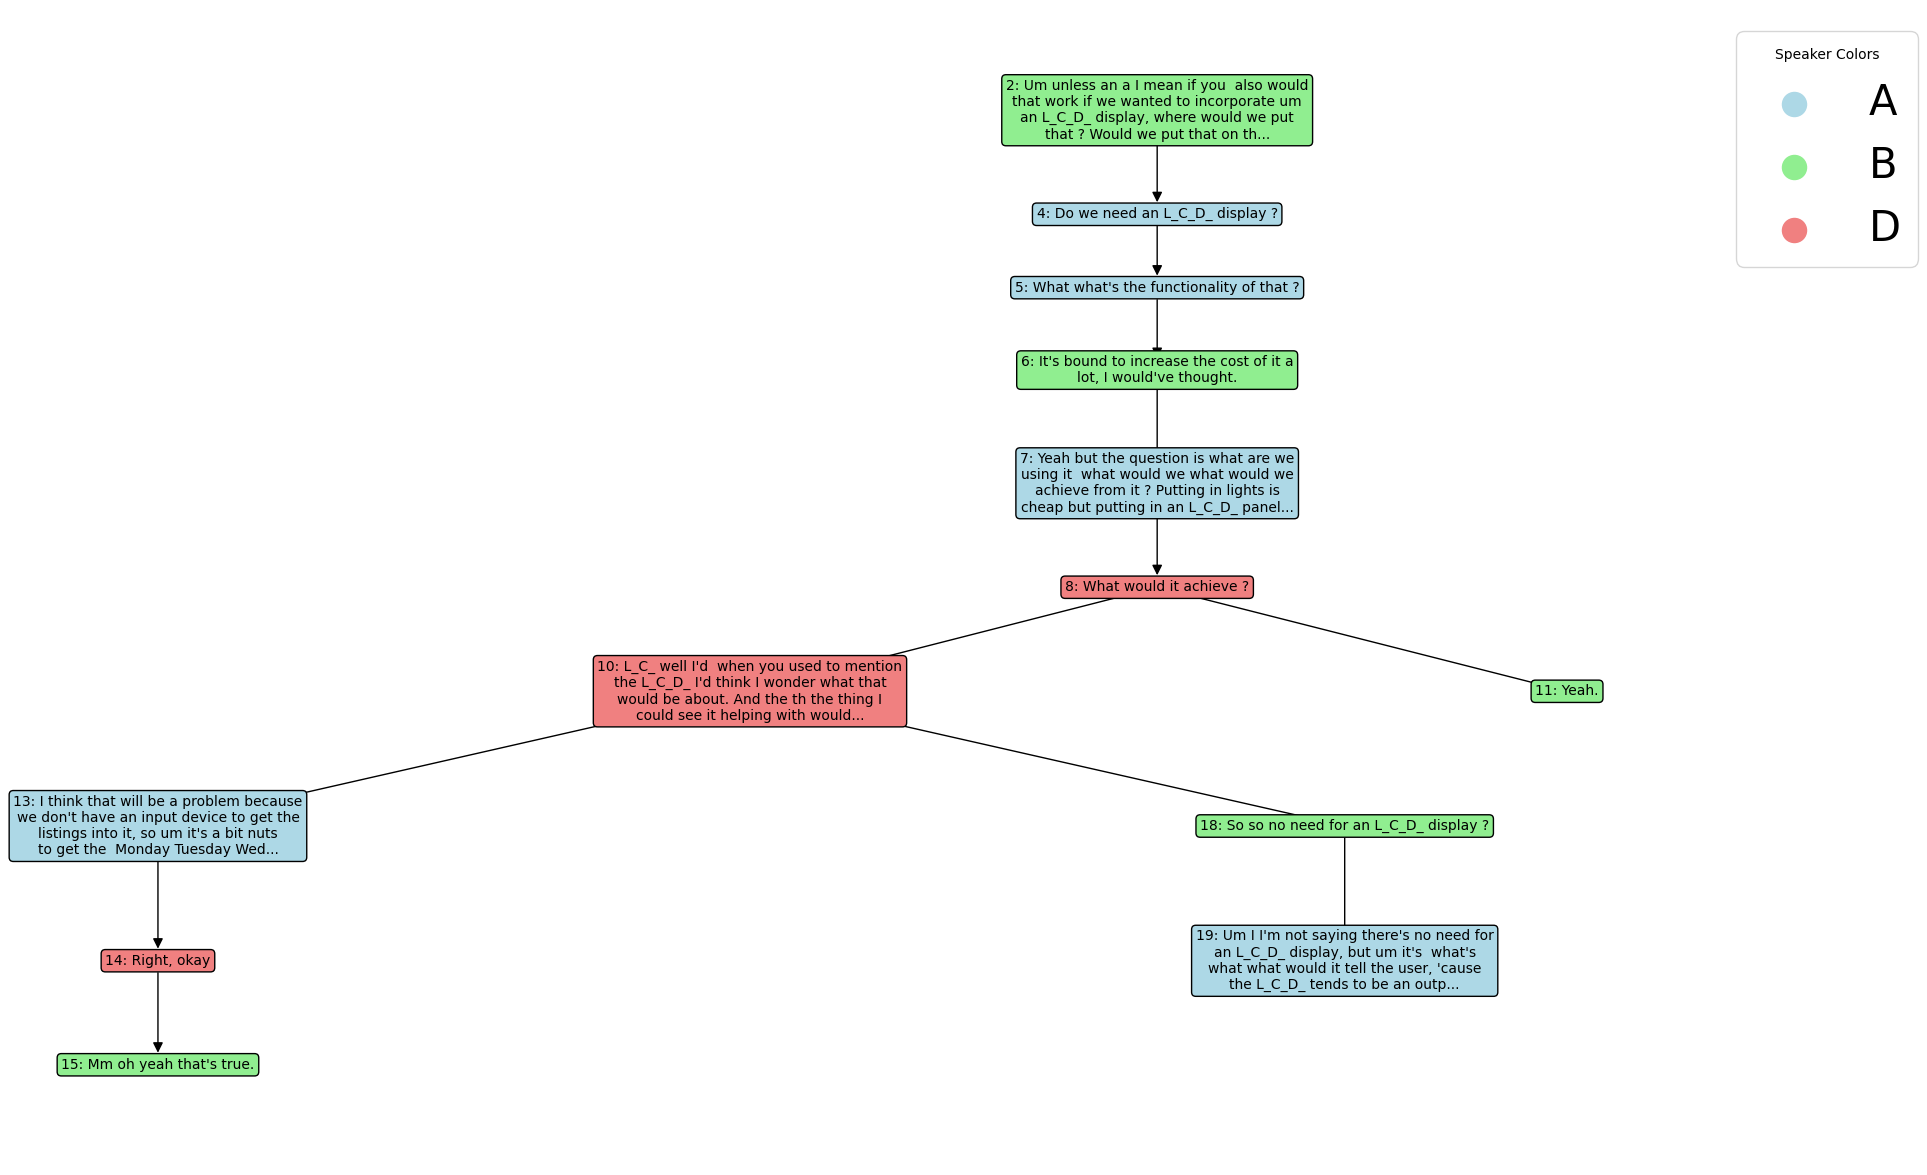 Speaker Colors
A
B
D
2: Um unless an a I mean if you  also would
that work if we wanted to incorporate um
an L_C_D_ display, where would we put
that ? Would we put that on th...
4: Do we need an L_C_D_ display ?
5: What what's the functionality of that ?
6: It's bound to increase the cost of it a
lot, I would've thought.
7: Yeah but the question is what are we
using it  what would we what would we
achieve from it ? Putting in lights is
cheap but putting in an L_C_D_ panel...
8: What would it achieve ?
10: L_C_ well I'd  when you used to mention
the L_C_D_ I'd think I wonder what that
would be about. And the th the thing I
could see it helping with would...
11: Yeah.
13: I think that will be a problem because
we don't have an input device to get the
listings into it, so um it's a bit nuts
to get the  Monday Tuesday Wed...
18: So so no need for an L_C_D_ display ?
14: Right, okay
19: Um I I'm not saying there's no need for
an L_C_D_ display, but um it's  what's
what what would it tell the user, 'cause
the L_C_D_ tends to be an outp...
15: Mm oh yeah that's true.